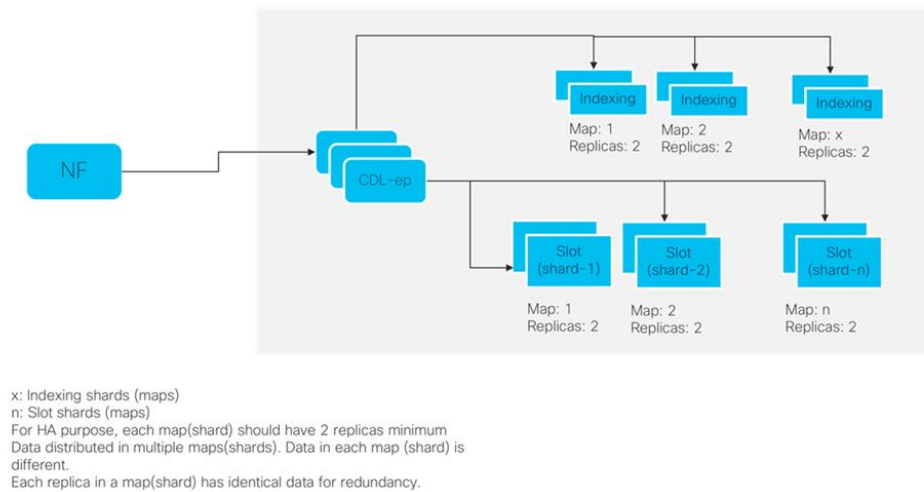 Indexing
Indexing
Indexing
Map: 1
Replicas: 2
Map: 2
Replicas: 2
Map: x
Replicas: 2
NF
CDL-ep
Slot
(shard-1)
Slot
(shard-2)
Slot
(shard-n)
Map: 1
Replicas: 2
Map: 2
Replicas: 2
Map: n
Replicas: 2
x: Indexing shards (maps)
n: Slot shards (maps)
For HA purpose, each map(shard) should have 2 replicas minimum
Data distributed in multiple maps(shards). Data in each map (shard) is
different.
Each replica in a map(shard) has identical data for redundancy.